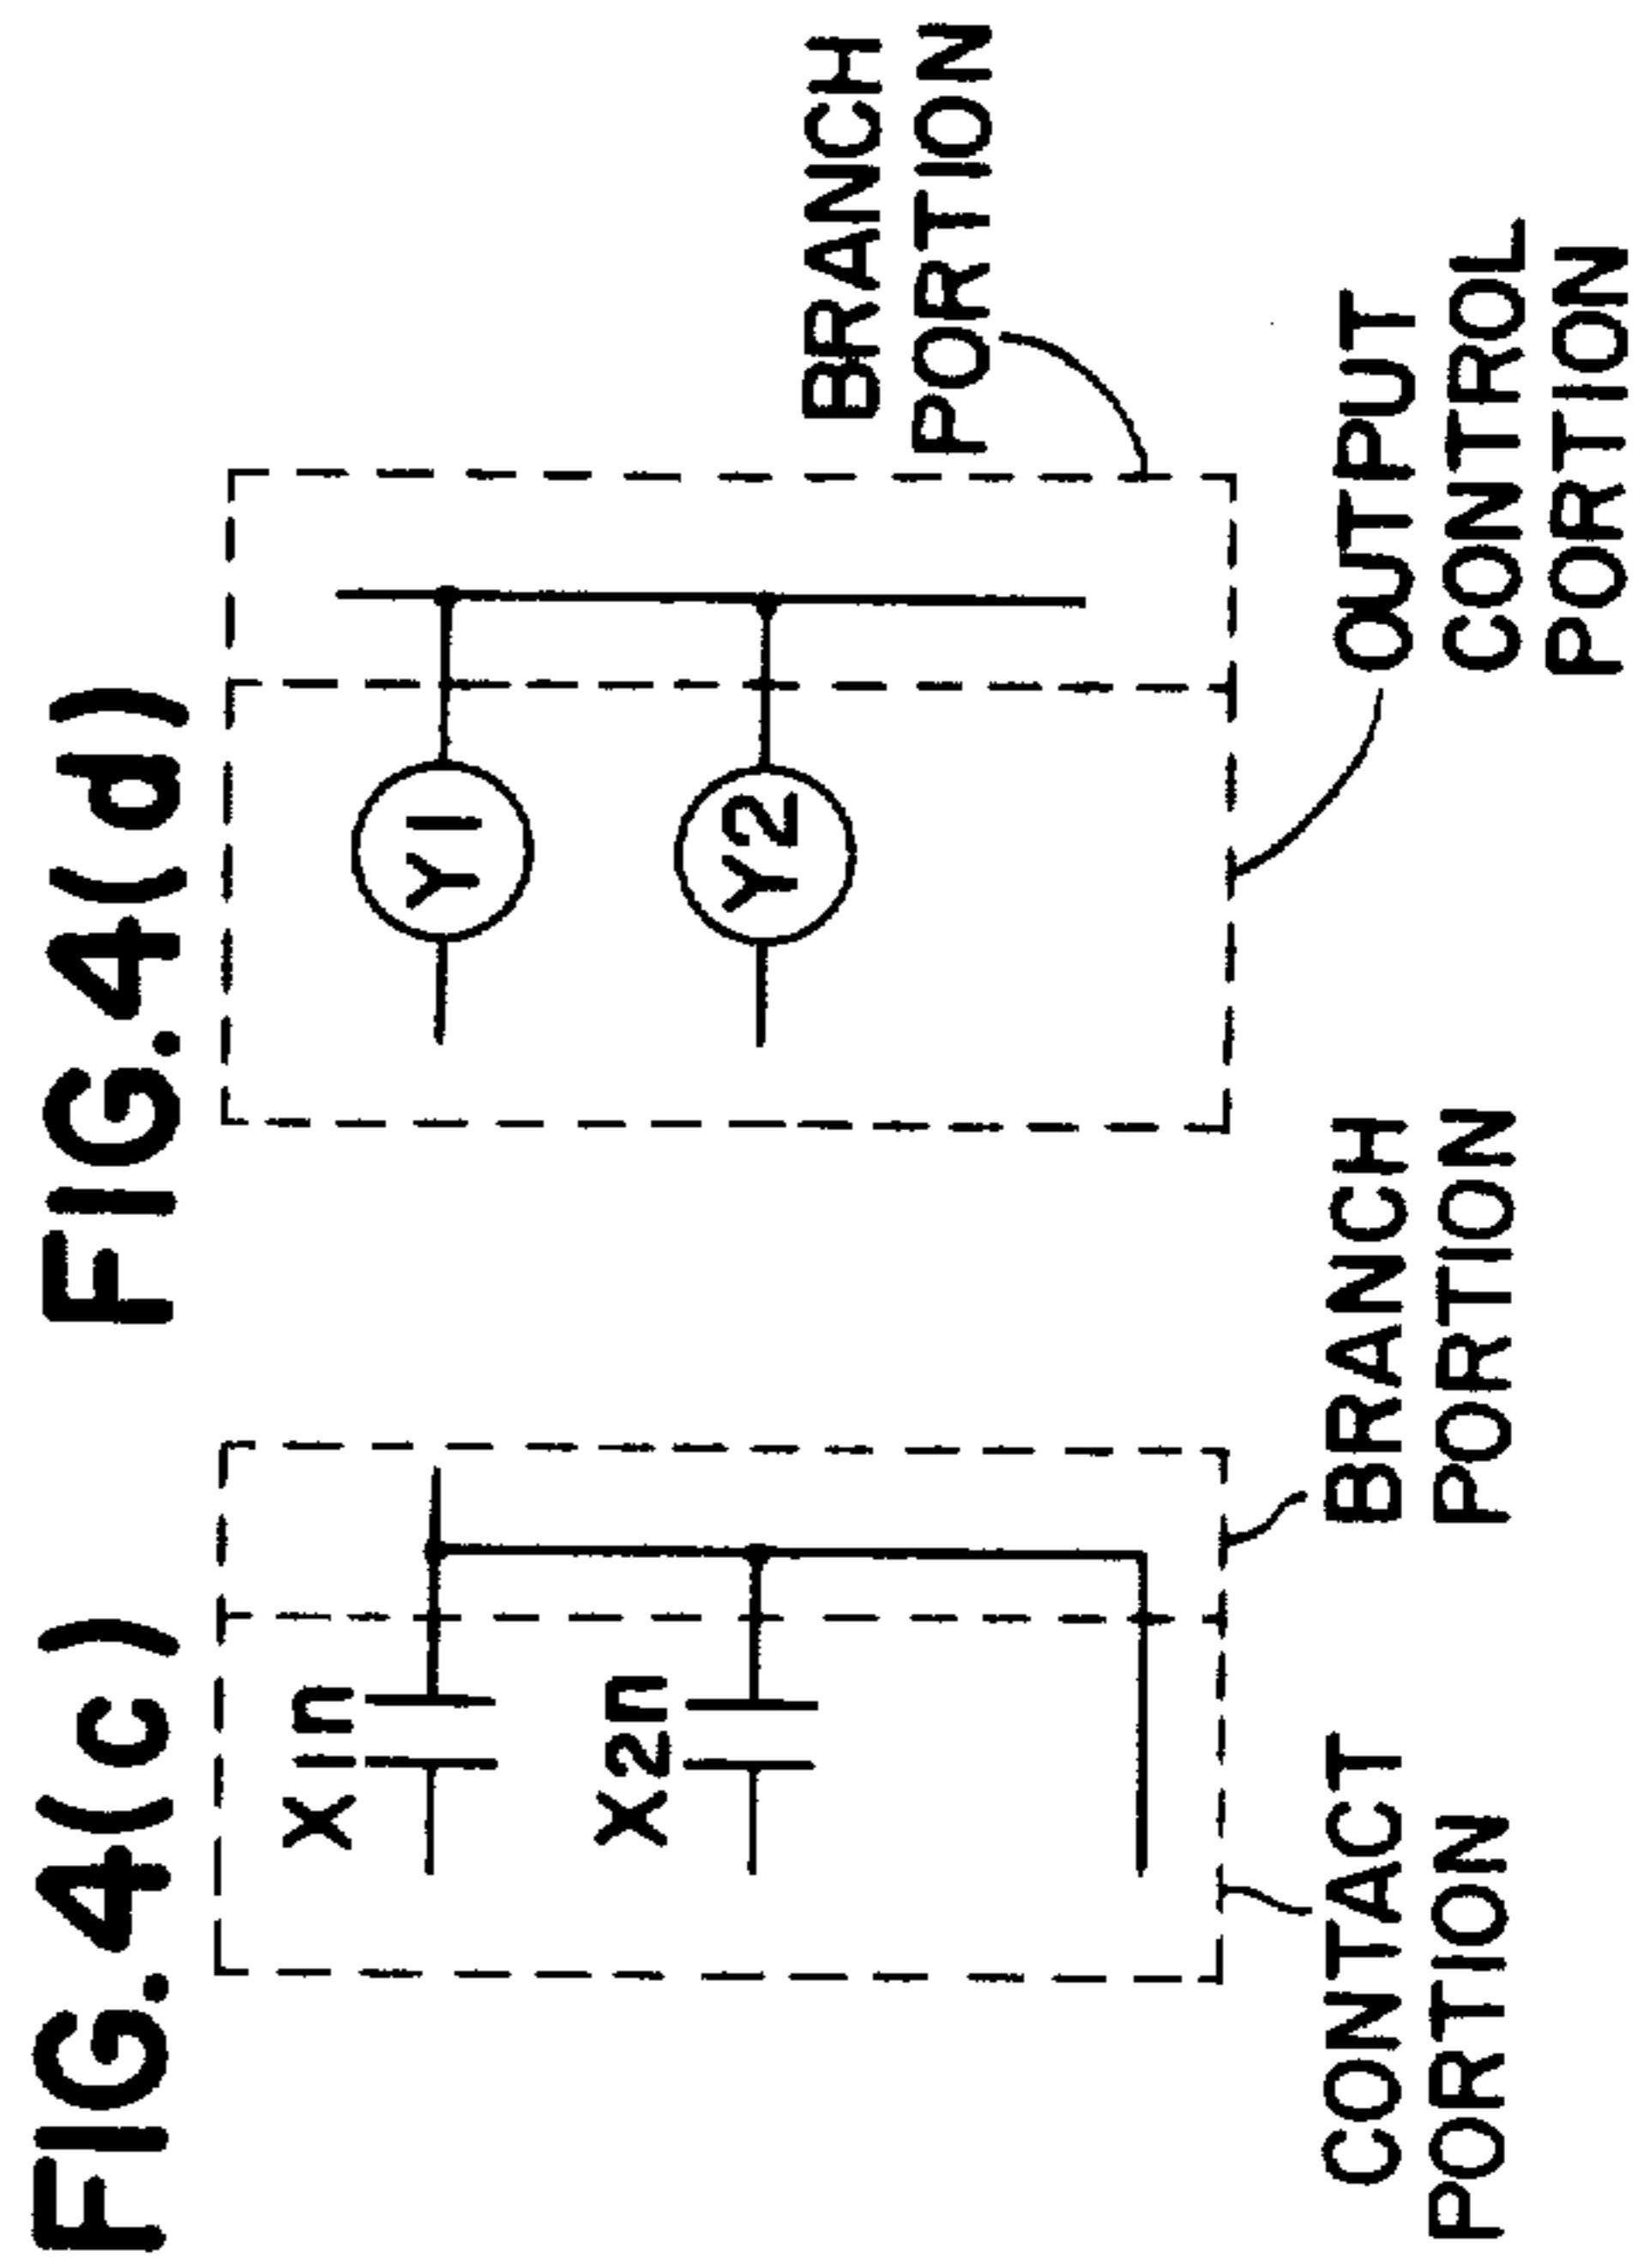 FIG.4(c)
X1n
X2n
CONTACT
PORTION
BRANCH
PORTION
FIG.4(d)
Y1
Y2
BRANCH
PORTION
OUTPUT
CONTROL
PORTION